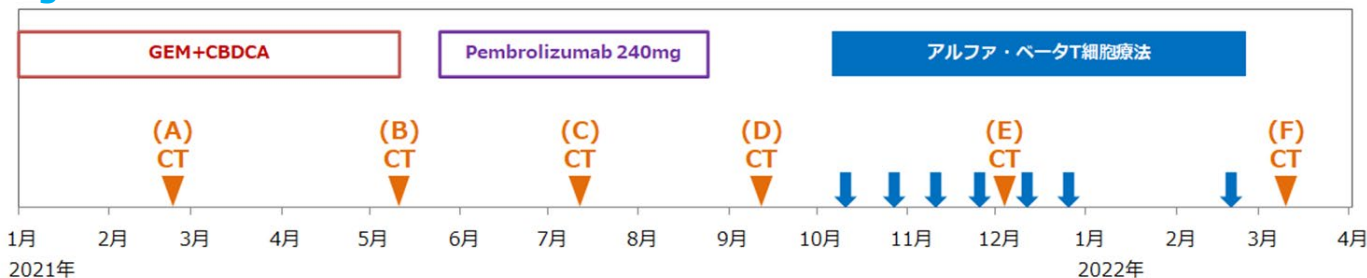 GEM+CBDCA
Pembrolizumab 240mg
アルファ・ベータT細胞療法
(A) (B) (C) (D) (E) (F)
CT CT CT CT CT CT
1月 2月 3月 4月 5月 6月 7月 8月 9月 10月 11月 12月 1月 2月 3月 4月
2021年 2022年